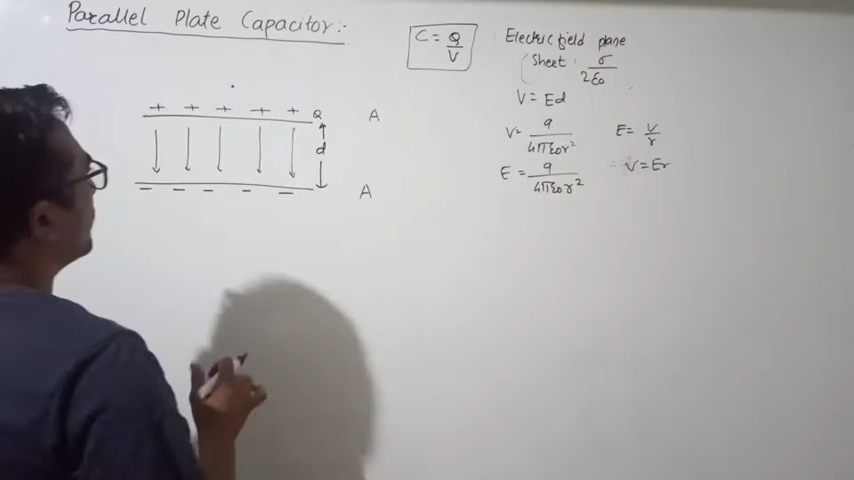 Parallel Plate Capacitor:-
C = Q/V
Electric field plane
Sheet : σ/2ε₀
V = Ed
V = q/4πε₀r²
E = V/r
E = q/4πε₀r²
∴ V = Er
+ + + + + Q
A
d
- - - - -
A